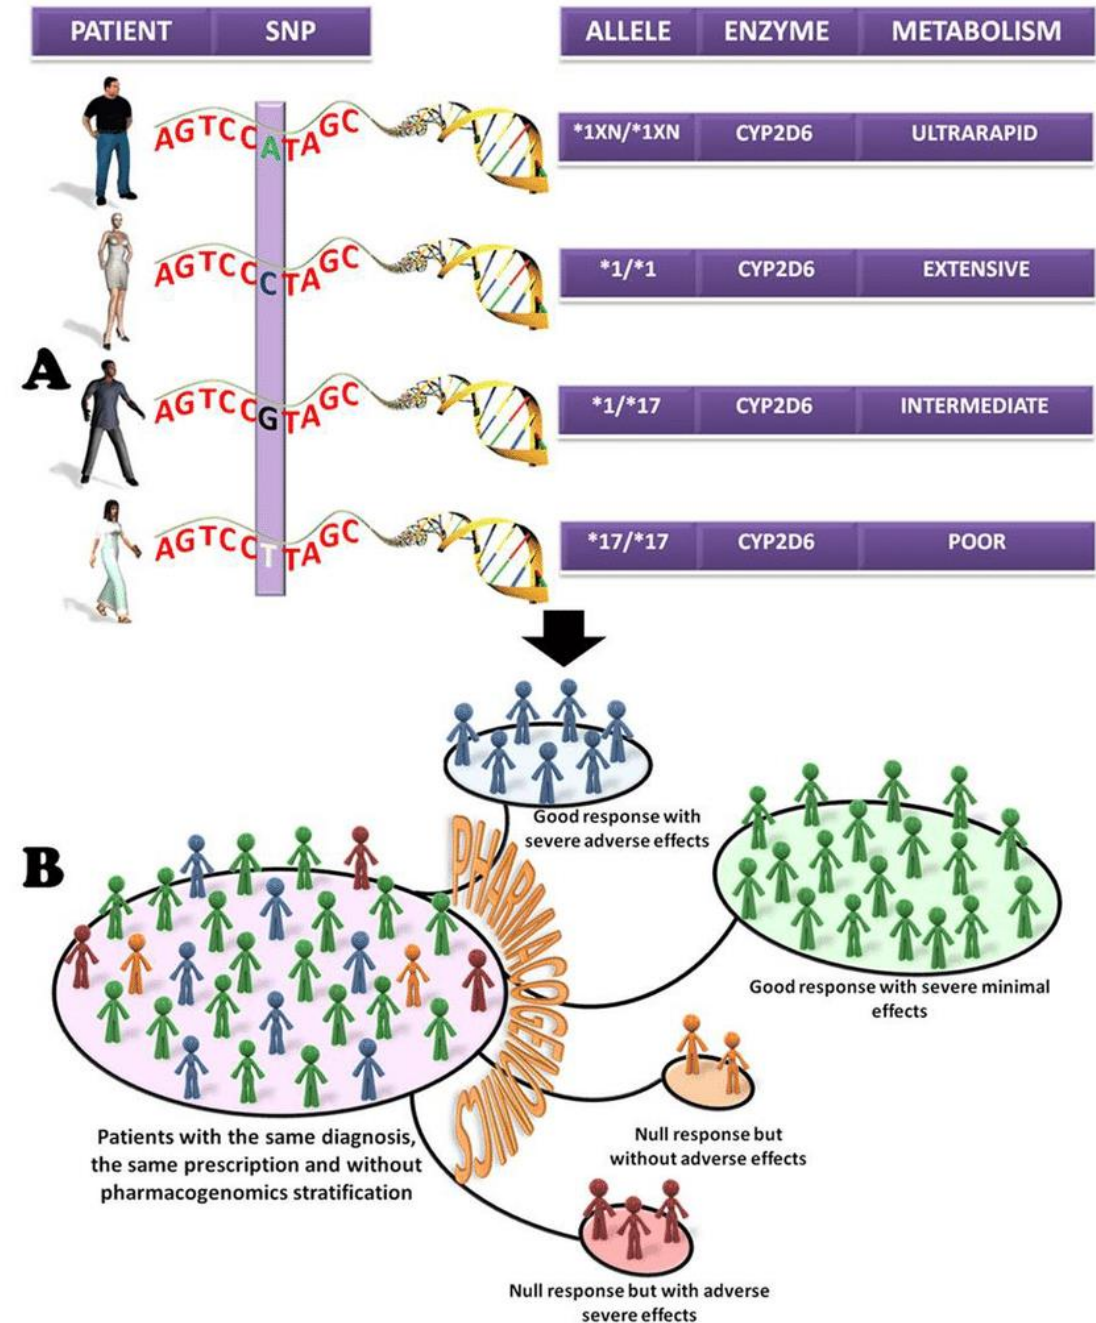 PATIENT SNP ALLELE ENZYME METABOLISM
AGTCCATAGC *1XN/*1XN CYP2D6 ULTRARAPID
AGTCCCTAGC *1/*1 CYP2D6 EXTENSIVE
A
AGTCCGTAGC *1/*17 CYP2D6 INTERMEDIATE
AGTCCTTAGC *17/*17 CYP2D6 POOR
Good response with
severe adverse effects
B
PHARMACOGENOMICS
Good response with severe minimal
effects
Patients with the same diagnosis,
the same prescription and without
pharmacogenomics stratification
Null response but
without adverse effects
Null response but with adverse
severe effects